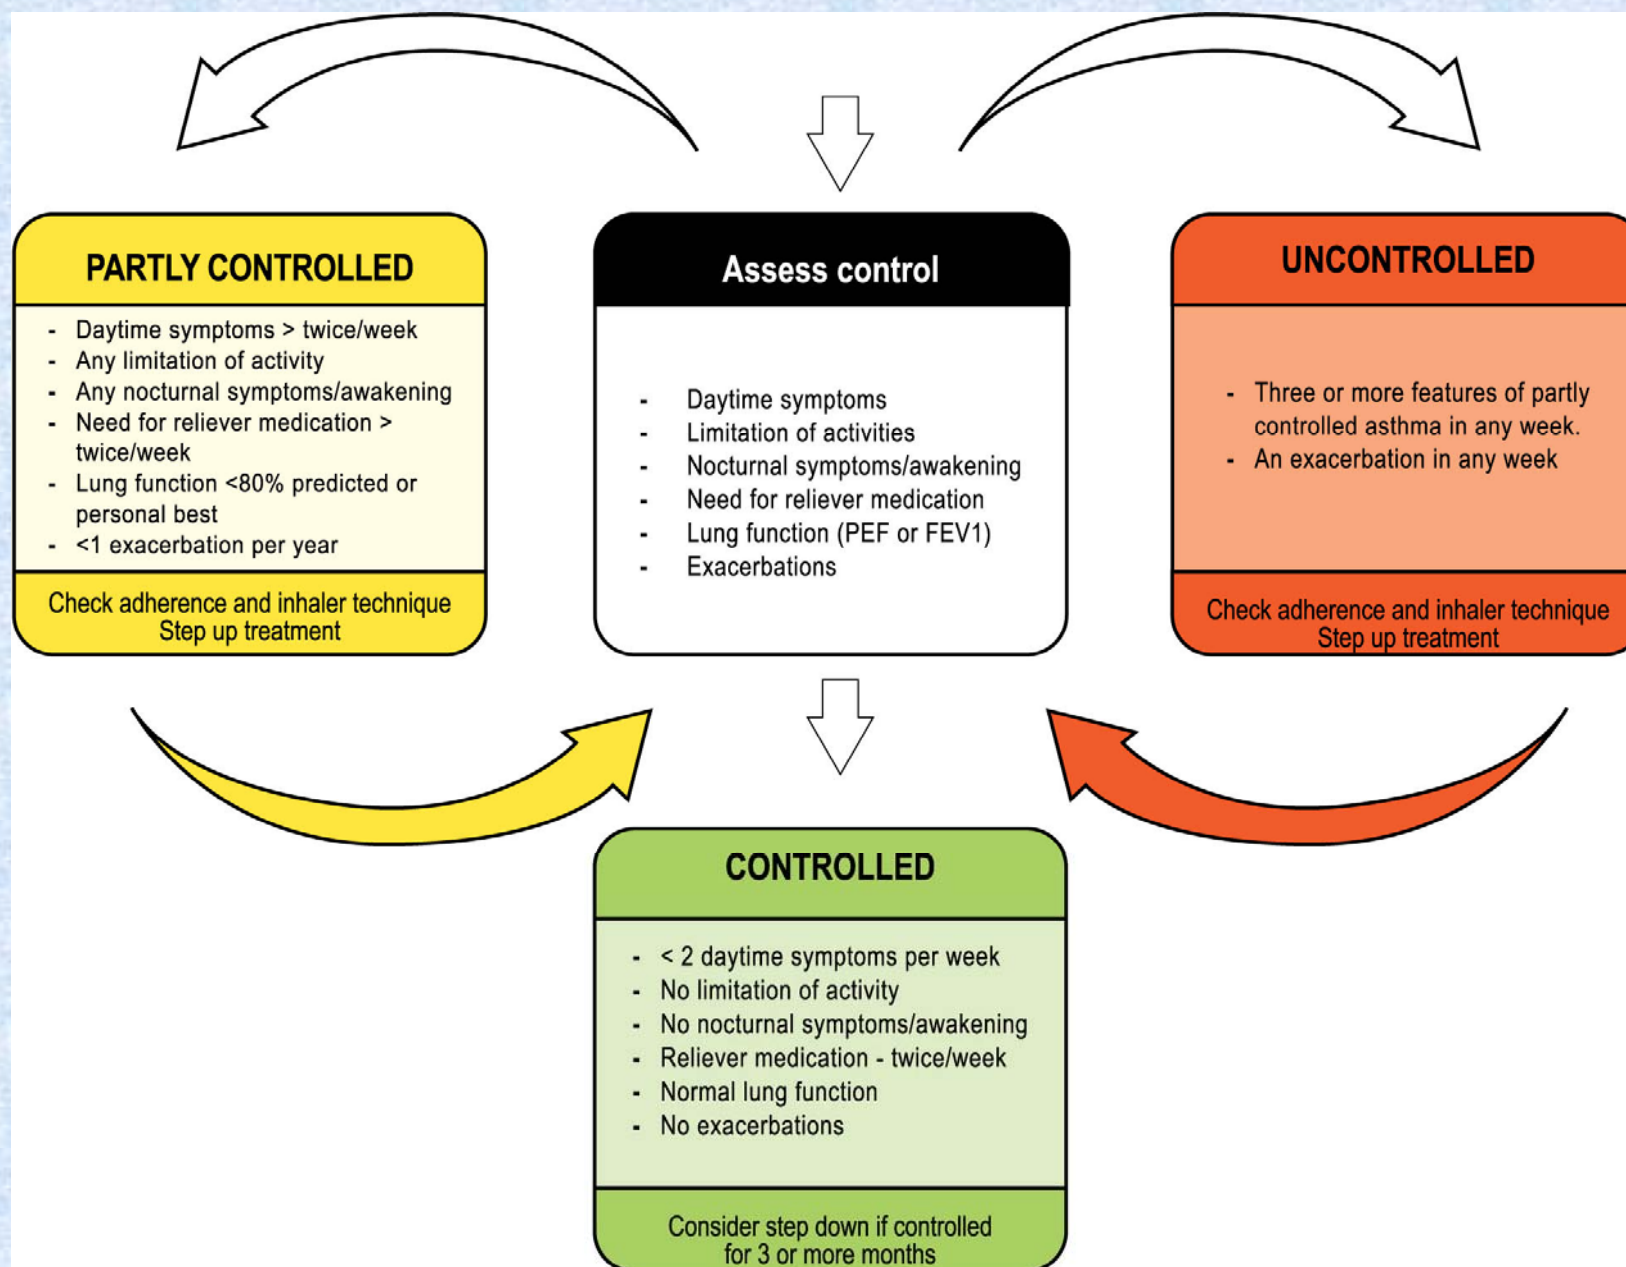 PARTLY CONTROLLED
- Daytime symptoms > twice/week
- Any limitation of activity
- Any nocturnal symptoms/awakening
- Need for reliever medication >
twice/week
- Lung function <80% predicted or
personal best
- <1 exacerbation per year
Check adherence and inhaler technique
Step up treatment
Assess control
- Daytime symptoms
- Limitation of activities
- Nocturnal symptoms/awakening
- Need for reliever medication
- Lung function (PEF or FEV1)
- Exacerbations
UNCONTROLLED
- Three or more features of partly
controlled asthma in any week.
- An exacerbation in any week
Check adherence and inhaler technique
Step up treatment
CONTROLLED
- < 2 daytime symptoms per week
- No limitation of activity
- No nocturnal symptoms/awakening
- Reliever medication - twice/week
- Normal lung function
- No exacerbations
Consider step down if controlled
for 3 or more months